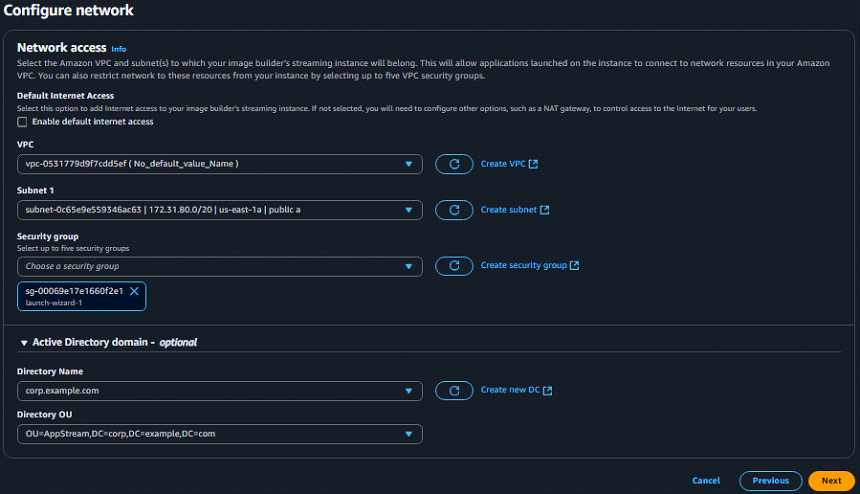 Configure network
Network access Info
Select the Amazon VPC and subnet(s) to which your image builder's streaming instance will belong. This will allow applications launched on the instance to connect to network resources in your Amazon
VPC. You can also restrict network to these resources from your instance by selecting up to five VPC security groups.
Default Internet Access
Select this option to add Internet access to your image builder's streaming instance. If not selected, you will need to configure other options, such as a NAT gateway, to control access to the Internet for your users.
Enable default internet access
VPC
vpc-0531779d9f7cdd5ef ( No_default_value_Name ) Create VPC
Subnet 1
subnet-0c65e9e559346ac63 | 172.31.80.0/20 | us-east-1a | public a Create subnet
Security group
Select up to five security groups
Choose a security group Create security group
sg-00069e17e1660f2e1
launch-wizard-1
Active Directory domain - optional
Directory Name
corp.example.com Create new DC
Directory OU
OU=AppStream,DC=corp,DC=example,DC=com
Cancel Previous Next